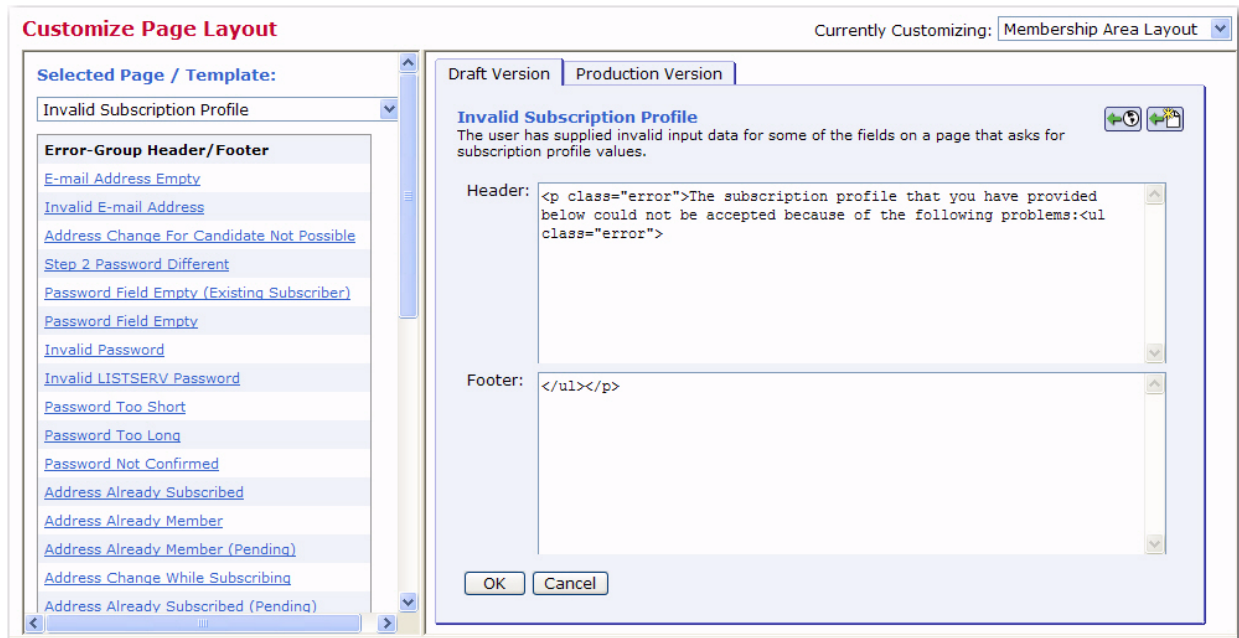 Customize Page Layout
Currently Customizing: Membership Area Layout
Selected Page / Template:
Invalid Subscription Profile
Error-Group Header/Footer
E-mail Address Empty
Invalid E-mail Address
Address Change For Candidate Not Possible
Step 2 Password Different
Password Field Empty (Existing Subscriber)
Password Field Empty
Invalid Password
Invalid LISTSERV Password
Password Too Short
Password Too Long
Password Not Confirmed
Address Already Subscribed
Address Already Member
Address Already Member (Pending)
Address Change While Subscribing
Address Already Subscribed (Pending)
Draft Version
Production Version
Invalid Subscription Profile
The user has supplied invalid input data for some of the fields on a page that asks for
subscription profile values.
Header:
<p class="error">The subscription profile that you have provided
below could not be accepted because of the following problems:<ul
class="error">
Footer:
</ul></p>
OK
Cancel